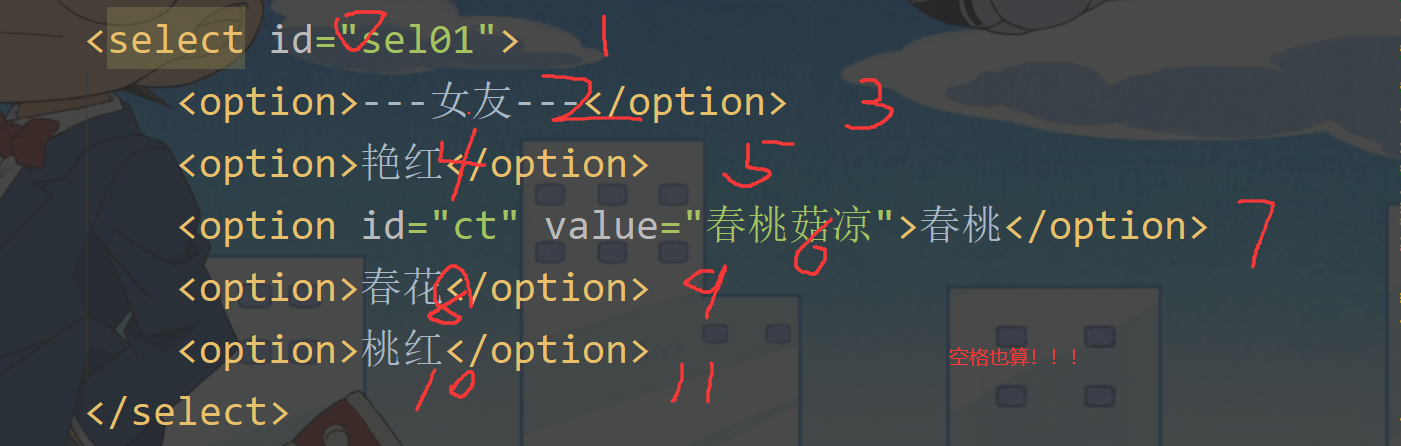 <select id="sel01"> 1
<option>---女友---</option> 3
<option>艳红</option> 5
<option id="ct" value="春桃菇凉">春桃</option> 7
<option>春花</option> 9
<option>桃红</option> 11
</select>
0
2
4
6
8
10
空格也算！！！